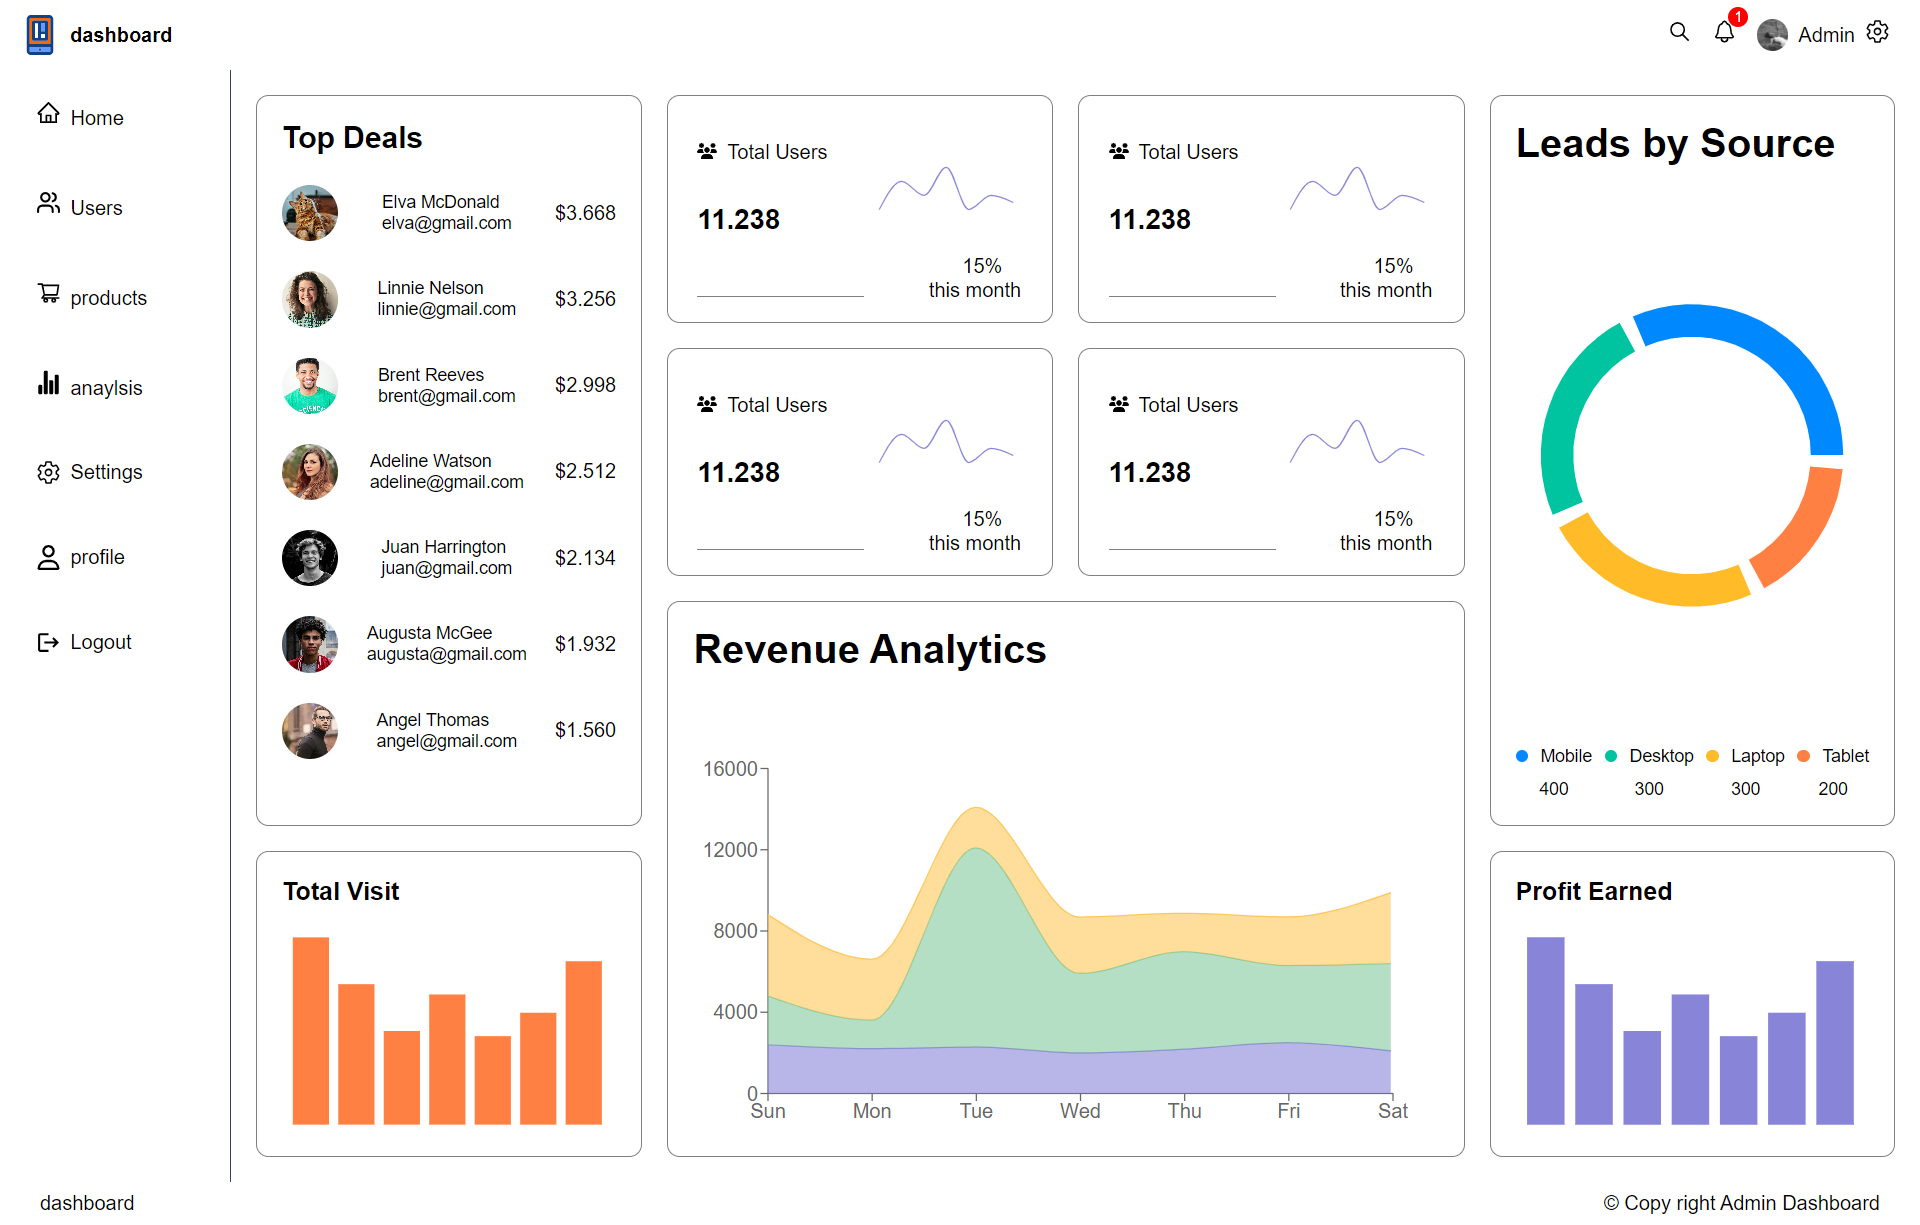 dashboard
1
Admin
Home
Users
products
anaylsis
Settings
profile
Logout
Top Deals
Elva McDonald
elva@gmail.com
$3.668
Linnie Nelson
linnie@gmail.com
$3.256
Brent Reeves
brent@gmail.com
$2.998
Adeline Watson
adeline@gmail.com
$2.512
Juan Harrington
juan@gmail.com
$2.134
Augusta McGee
augusta@gmail.com
$1.932
Angel Thomas
angel@gmail.com
$1.560
Total Users
11.238
15%
this month
Total Users
11.238
15%
this month
Total Users
11.238
15%
this month
Total Users
11.238
15%
this month
Leads by Source
Mobile
400
Desktop
300
Laptop
300
Tablet
200
Revenue Analytics
16000
12000
8000
4000
0
Sun Mon Tue Wed Thu Fri Sat
Total Visit
Profit Earned
dashboard
© Copy right Admin Dashboard